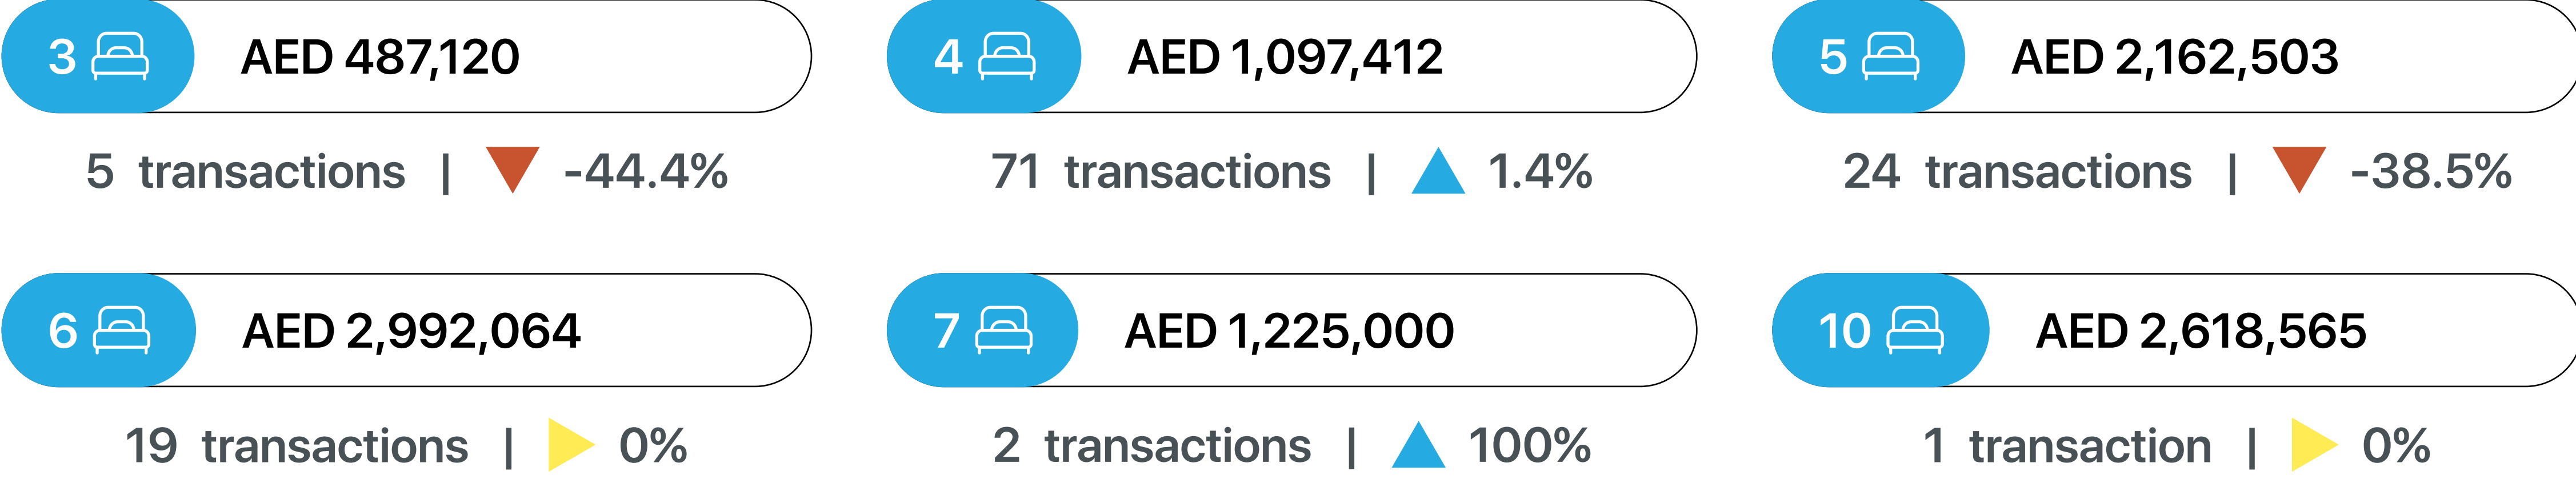 3 AED 487,120
5 transactions | -44.4%
4 AED 1,097,412
71 transactions | 1.4%
5 AED 2,162,503
24 transactions | -38.5%
6 AED 2,992,064
19 transactions | 0%
7 AED 1,225,000
2 transactions | 100%
10 AED 2,618,565
1 transaction | 0%